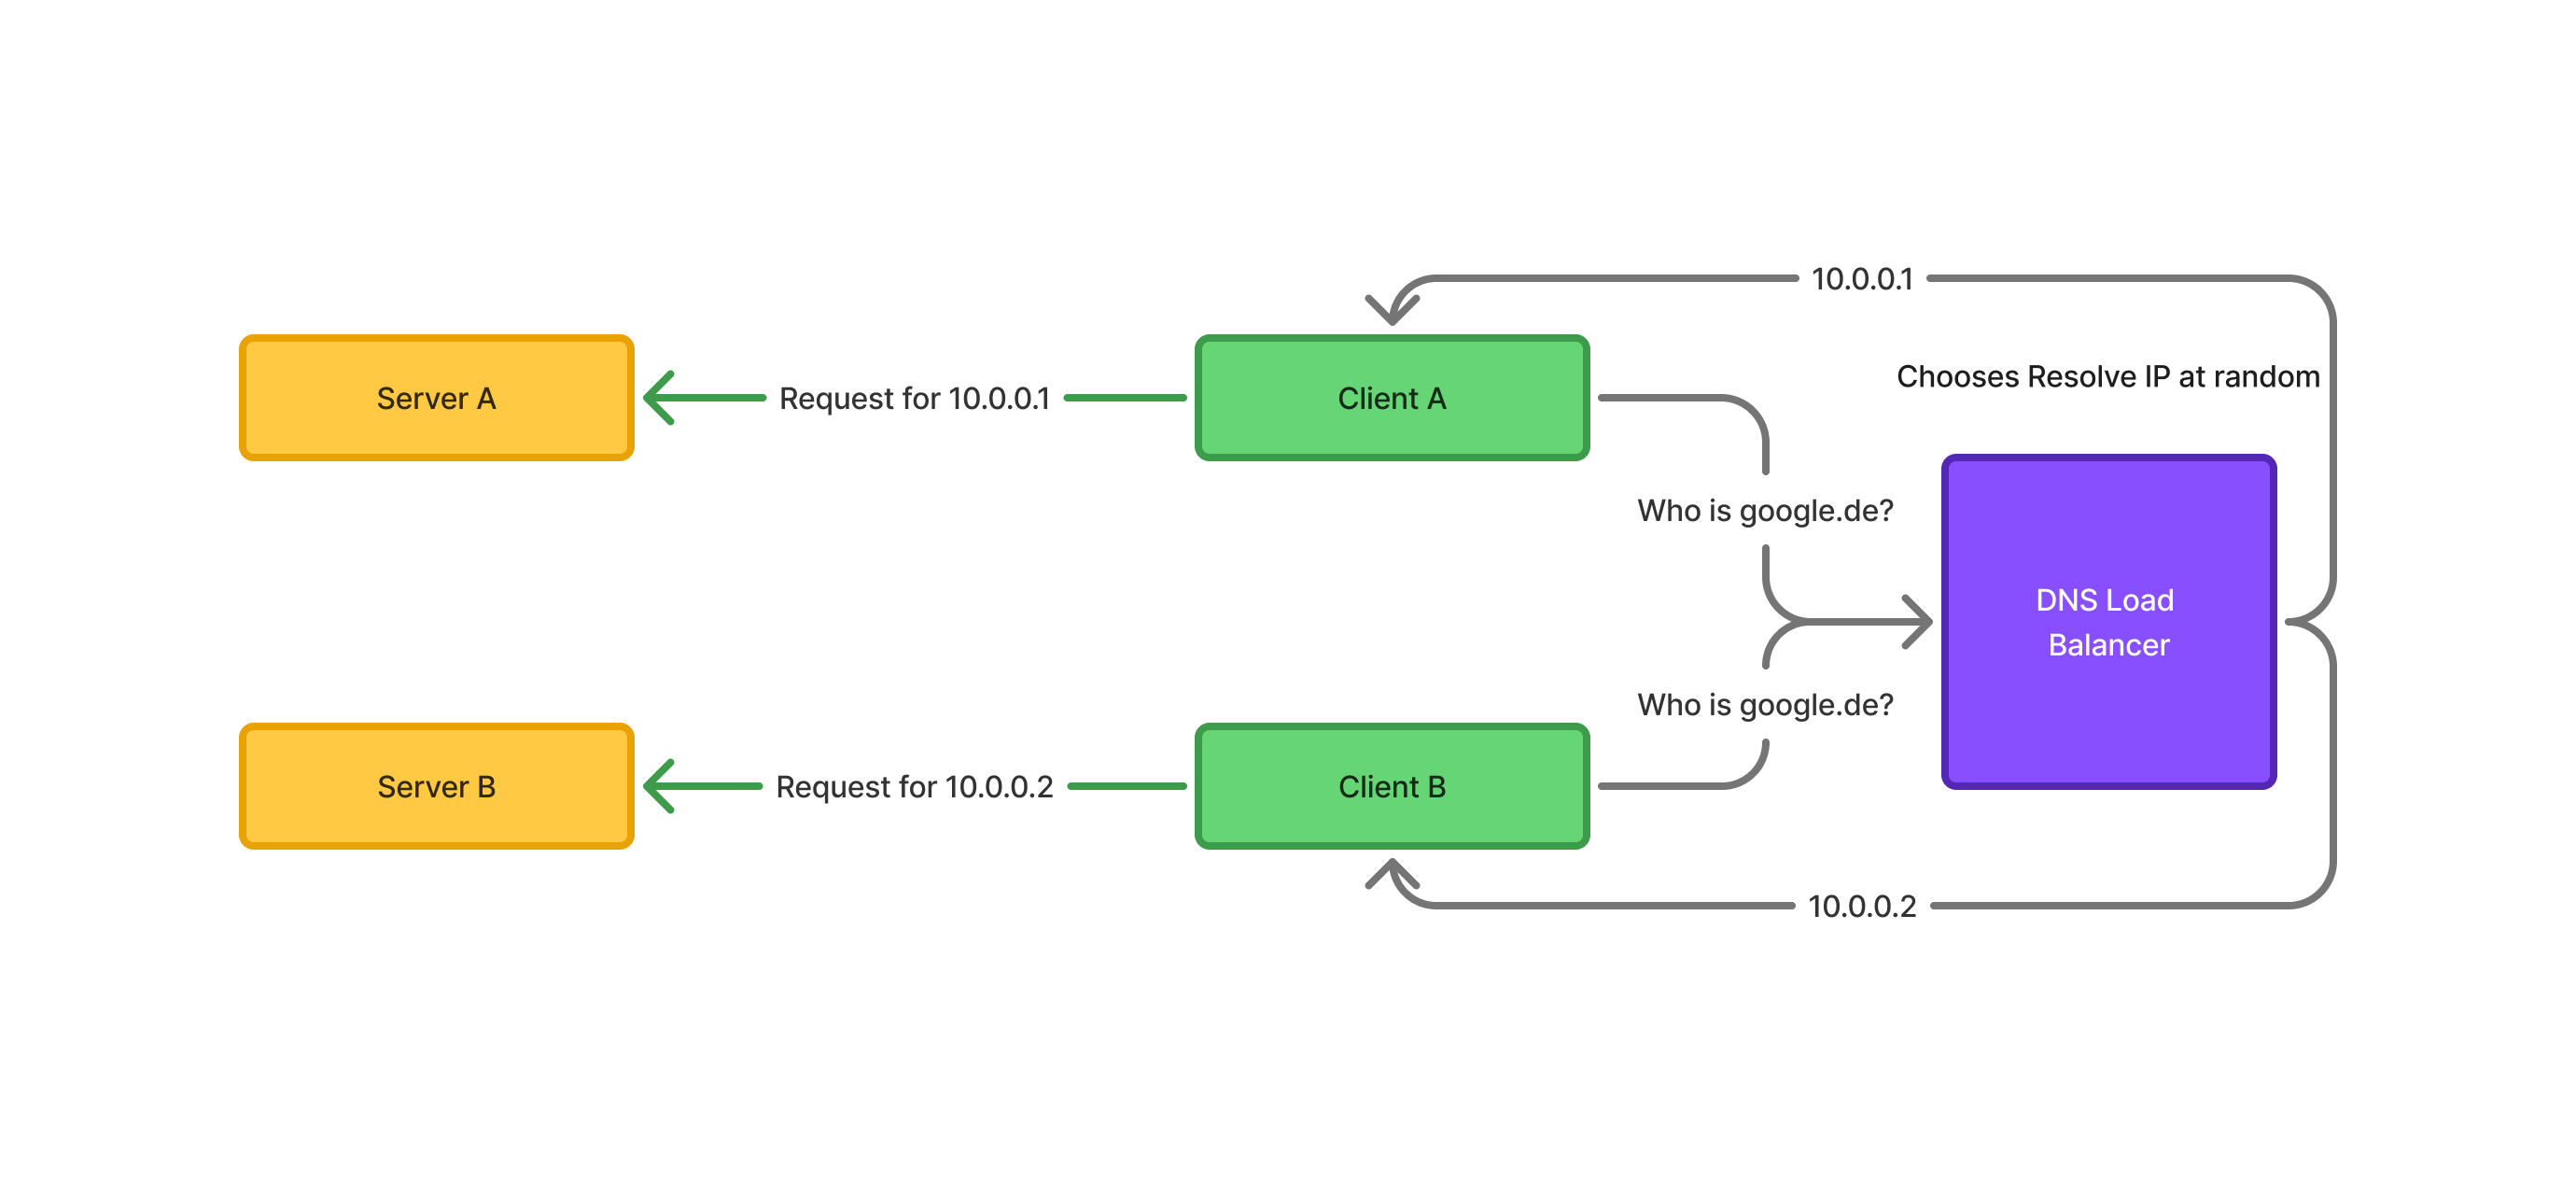 10.0.0.1
Chooses Resolve IP at random
Server A
Request for 10.0.0.1
Client A
Who is google.de?
DNS Load
Balancer
Who is google.de?
Server B
Request for 10.0.0.2
Client B
10.0.0.2